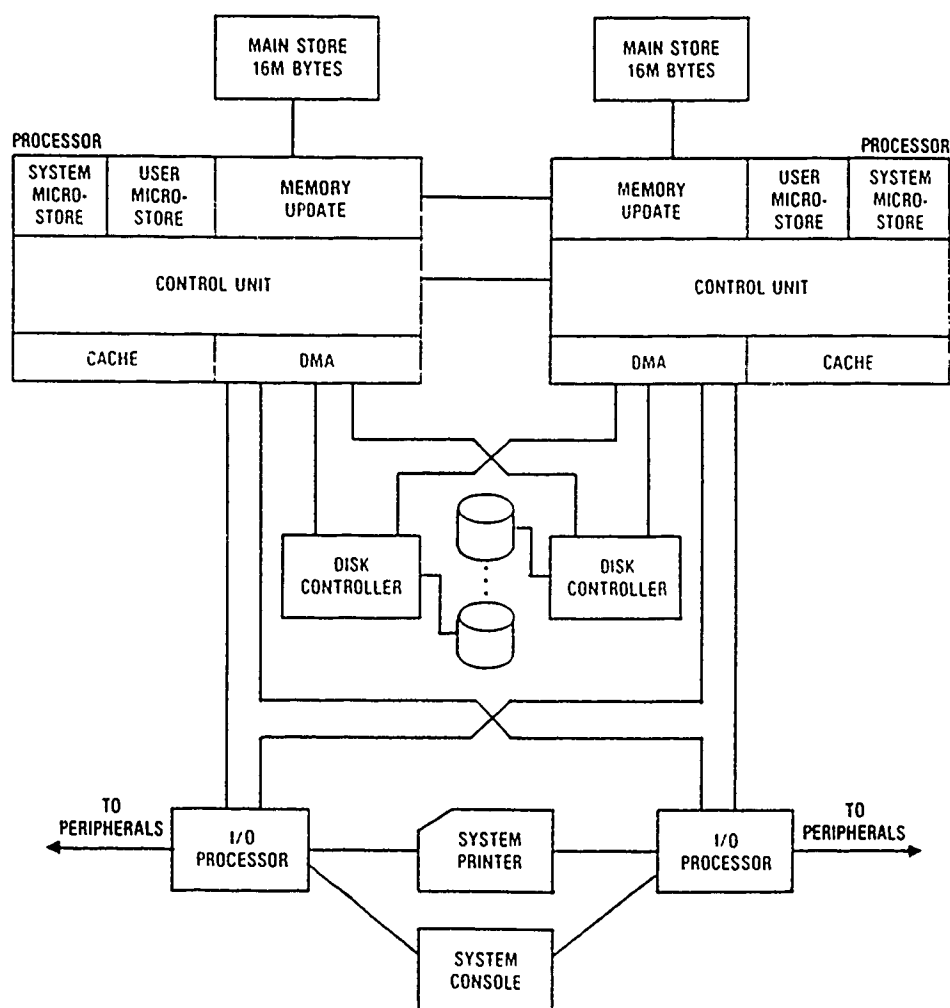 MAIN STORE
16M BYTES
MAIN STORE
16M BYTES
PROCESSOR
PROCESSOR
SYSTEM
MICRO-
STORE
USER
MICRO-
STORE
MEMORY
UPDATE
MEMORY
UPDATE
USER
MICRO-
STORE
SYSTEM
MICRO-
STORE
CONTROL UNIT
CONTROL UNIT
CACHE
DMA
DMA
CACHE
DISK
CONTROLLER
DISK
CONTROLLER
TO
PERIPHERALS
I/O
PROCESSOR
SYSTEM
PRINTER
I/O
PROCESSOR
TO
PERIPHERALS
SYSTEM
CONSOLE